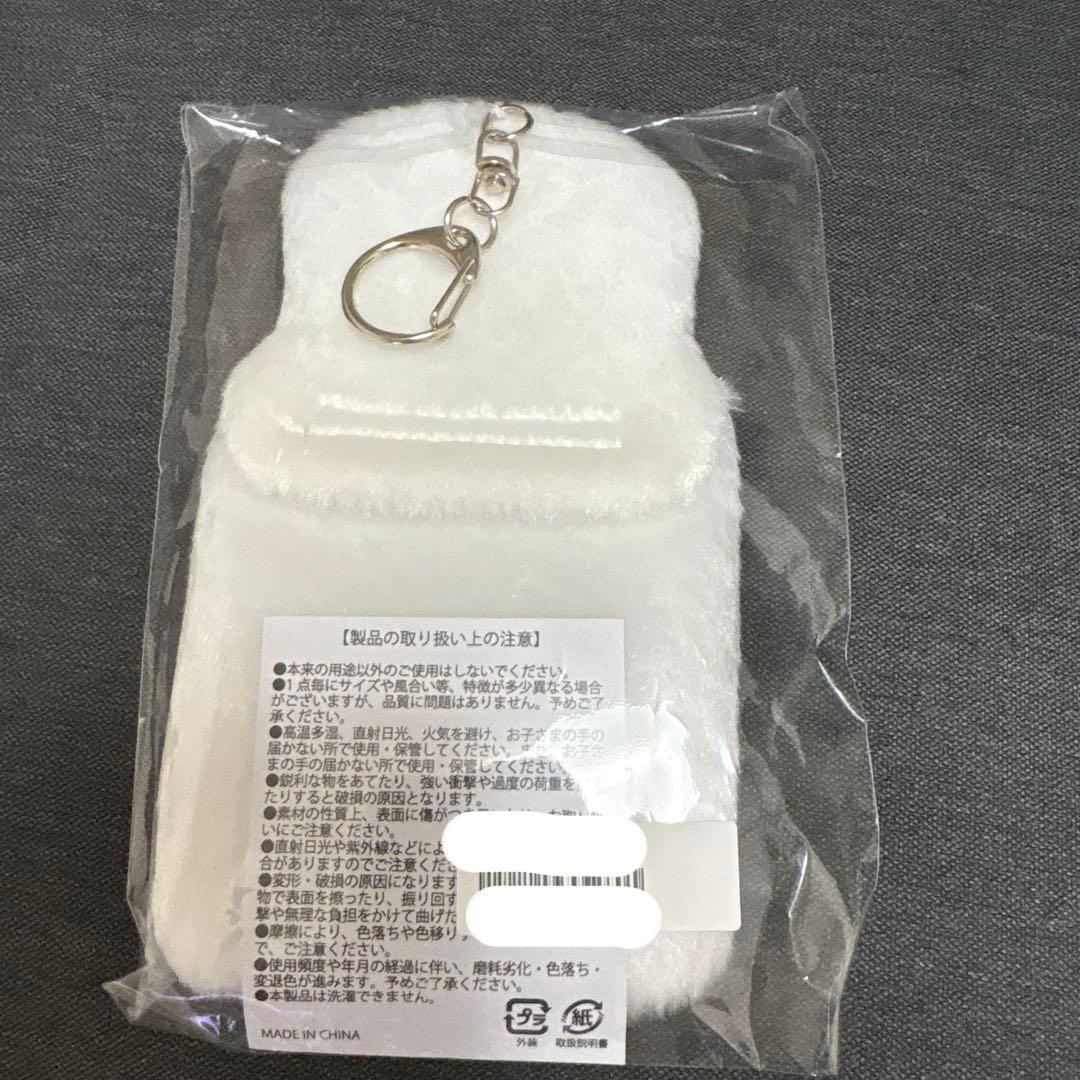 【製品の取り扱い上の注意】
●本来の用途以外のご使用はしないでください。
●1点毎にサイズや風合い等、特徴が多少異なる場合
がございますが、品質に問題はありません。予めご了
承ください。
●高温多湿、直射日光、火気を避け、お子さまの手の
届かない所で使用・保管してください。また、お子さ
まの手の届かない所で使用・保管してください。
●鋭利な物をあてたり、強い衝撃や過度の荷重を
たりすると破損の原因となります。
●素材の性質上、表面に傷が
いにご注意ください。
●直射日光や紫外線などによ
合がありますのでご注意くだ
●変形・破損の原因になります
物で表面を擦ったり、振り回す
撃や無理な負担をかけて曲げた
●摩擦により、色落ちや色移り
で、ご注意ください。
●使用頻度や年月の経過に伴い、磨耗劣化・色落ち・
変退色が進みます。予めご了承ください。
●本製品は洗濯できません。
MADE IN CHINA
プラ 紙
外装 取扱説明書